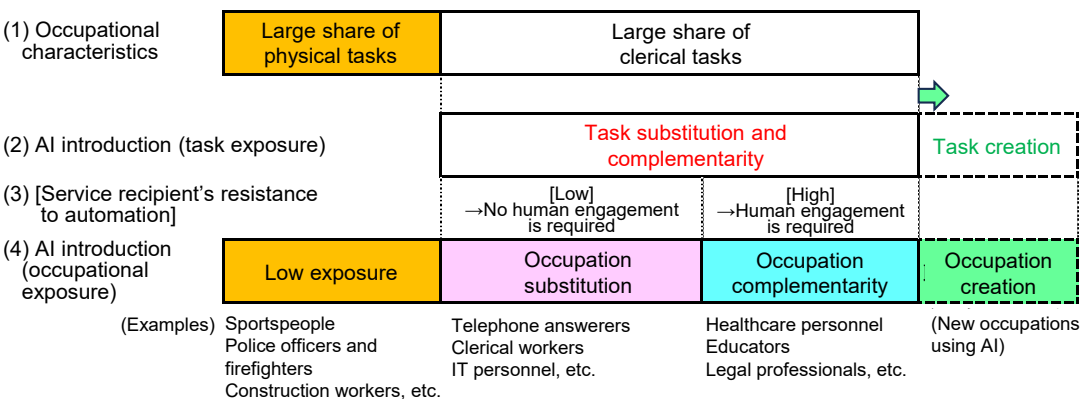 (1) Occupational
characteristics
Large share of
physical tasks
Large share of
clerical tasks
(2) AI introduction (task exposure)
Task substitution and
complementarity
Task creation
(3) [Service recipient's resistance
to automation]
[Low]
→No human engagement
is required
[High]
→Human engagement
is required
(4) AI introduction
(occupational
exposure)
Low exposure
Occupation
substitution
Occupation
complementarity
Occupation
creation
(Examples)
Sportspeople
Police officers and
firefighters
Construction workers, etc.
Telephone answerers
Clerical workers
IT personnel, etc.
Healthcare personnel
Educators
Legal professionals, etc.
(New occupations
using AI)